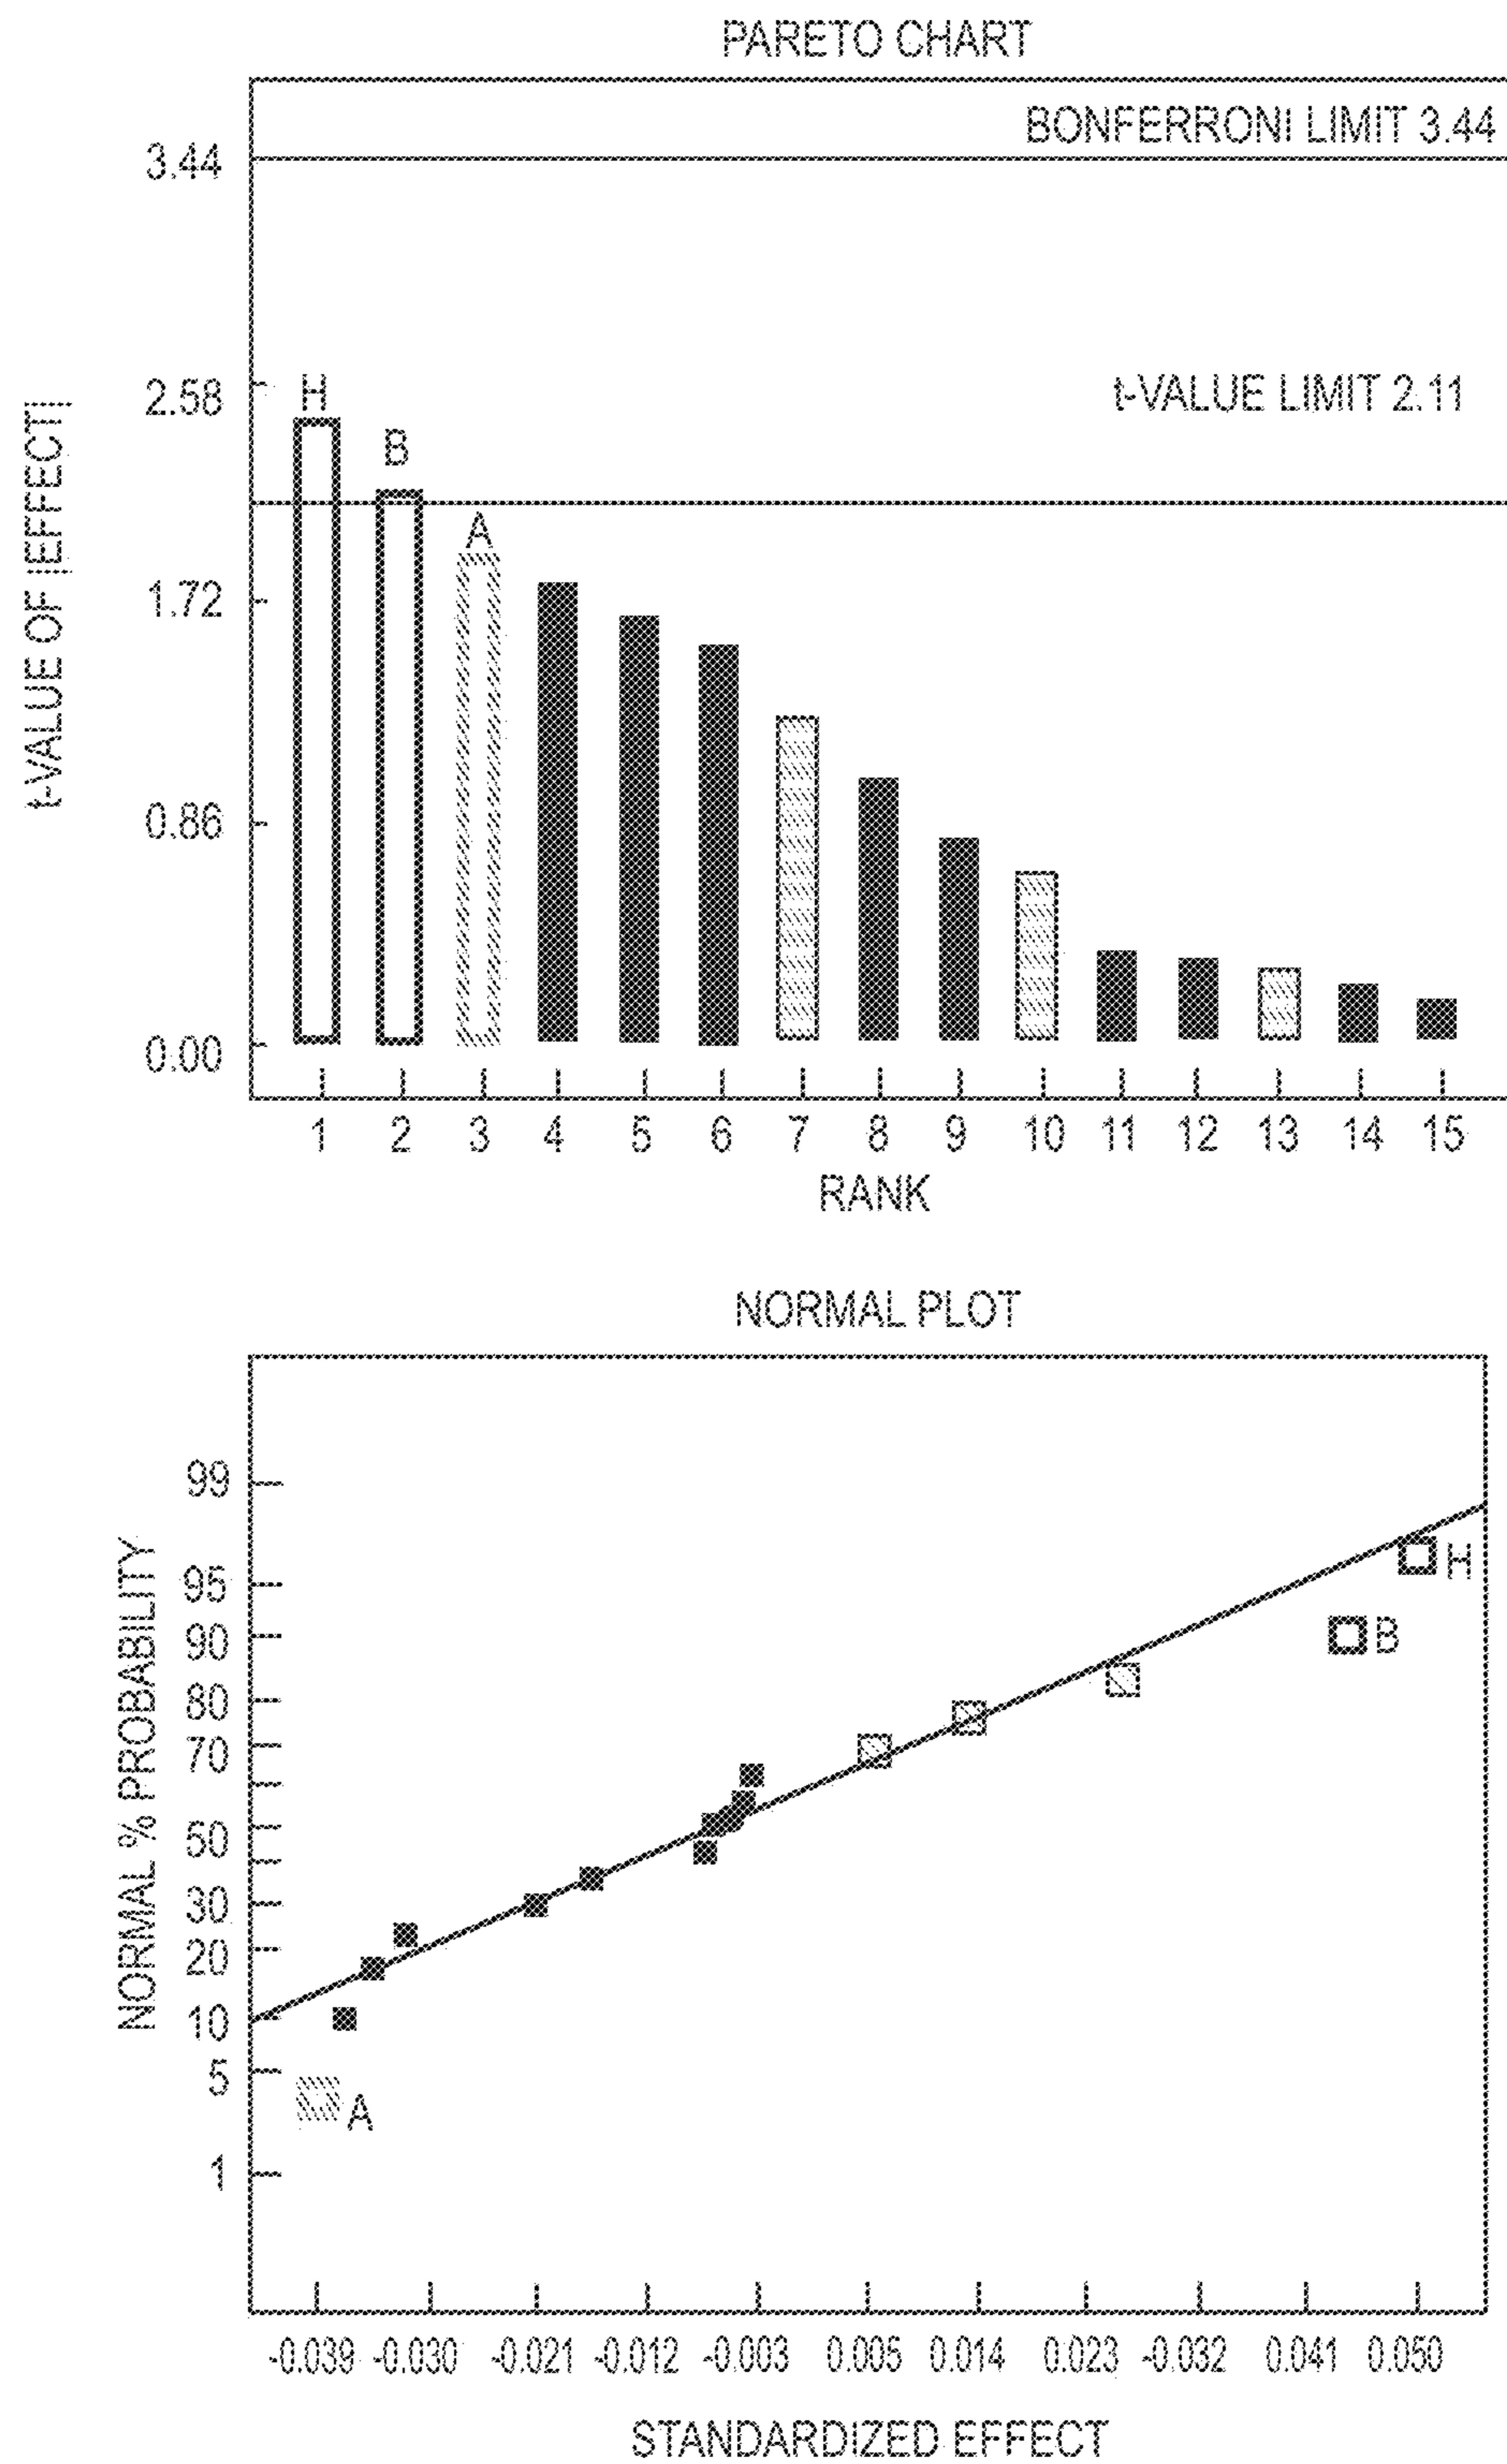 PARETO CHART
BONFERRONI LIMIT 3.44
3.44
2.58
H
t-VALUE LIMIT 2.11
B
A
1.72
0.86
0.00
t-VALUE OF |EFFECT|
1 2 3 4 5 6 7 8 9 10 11 12 13 14 15
RANK
NORMAL PLOT
99
95
H
90
B
80
70
50
30
20
10
5
A
1
NORMAL % PROBABILITY
-0.039 -0.030 -0.021 -0.012 -0.003 0.005 0.014 0.023 -0.032 0.041 0.050
STANDARDIZED EFFECT